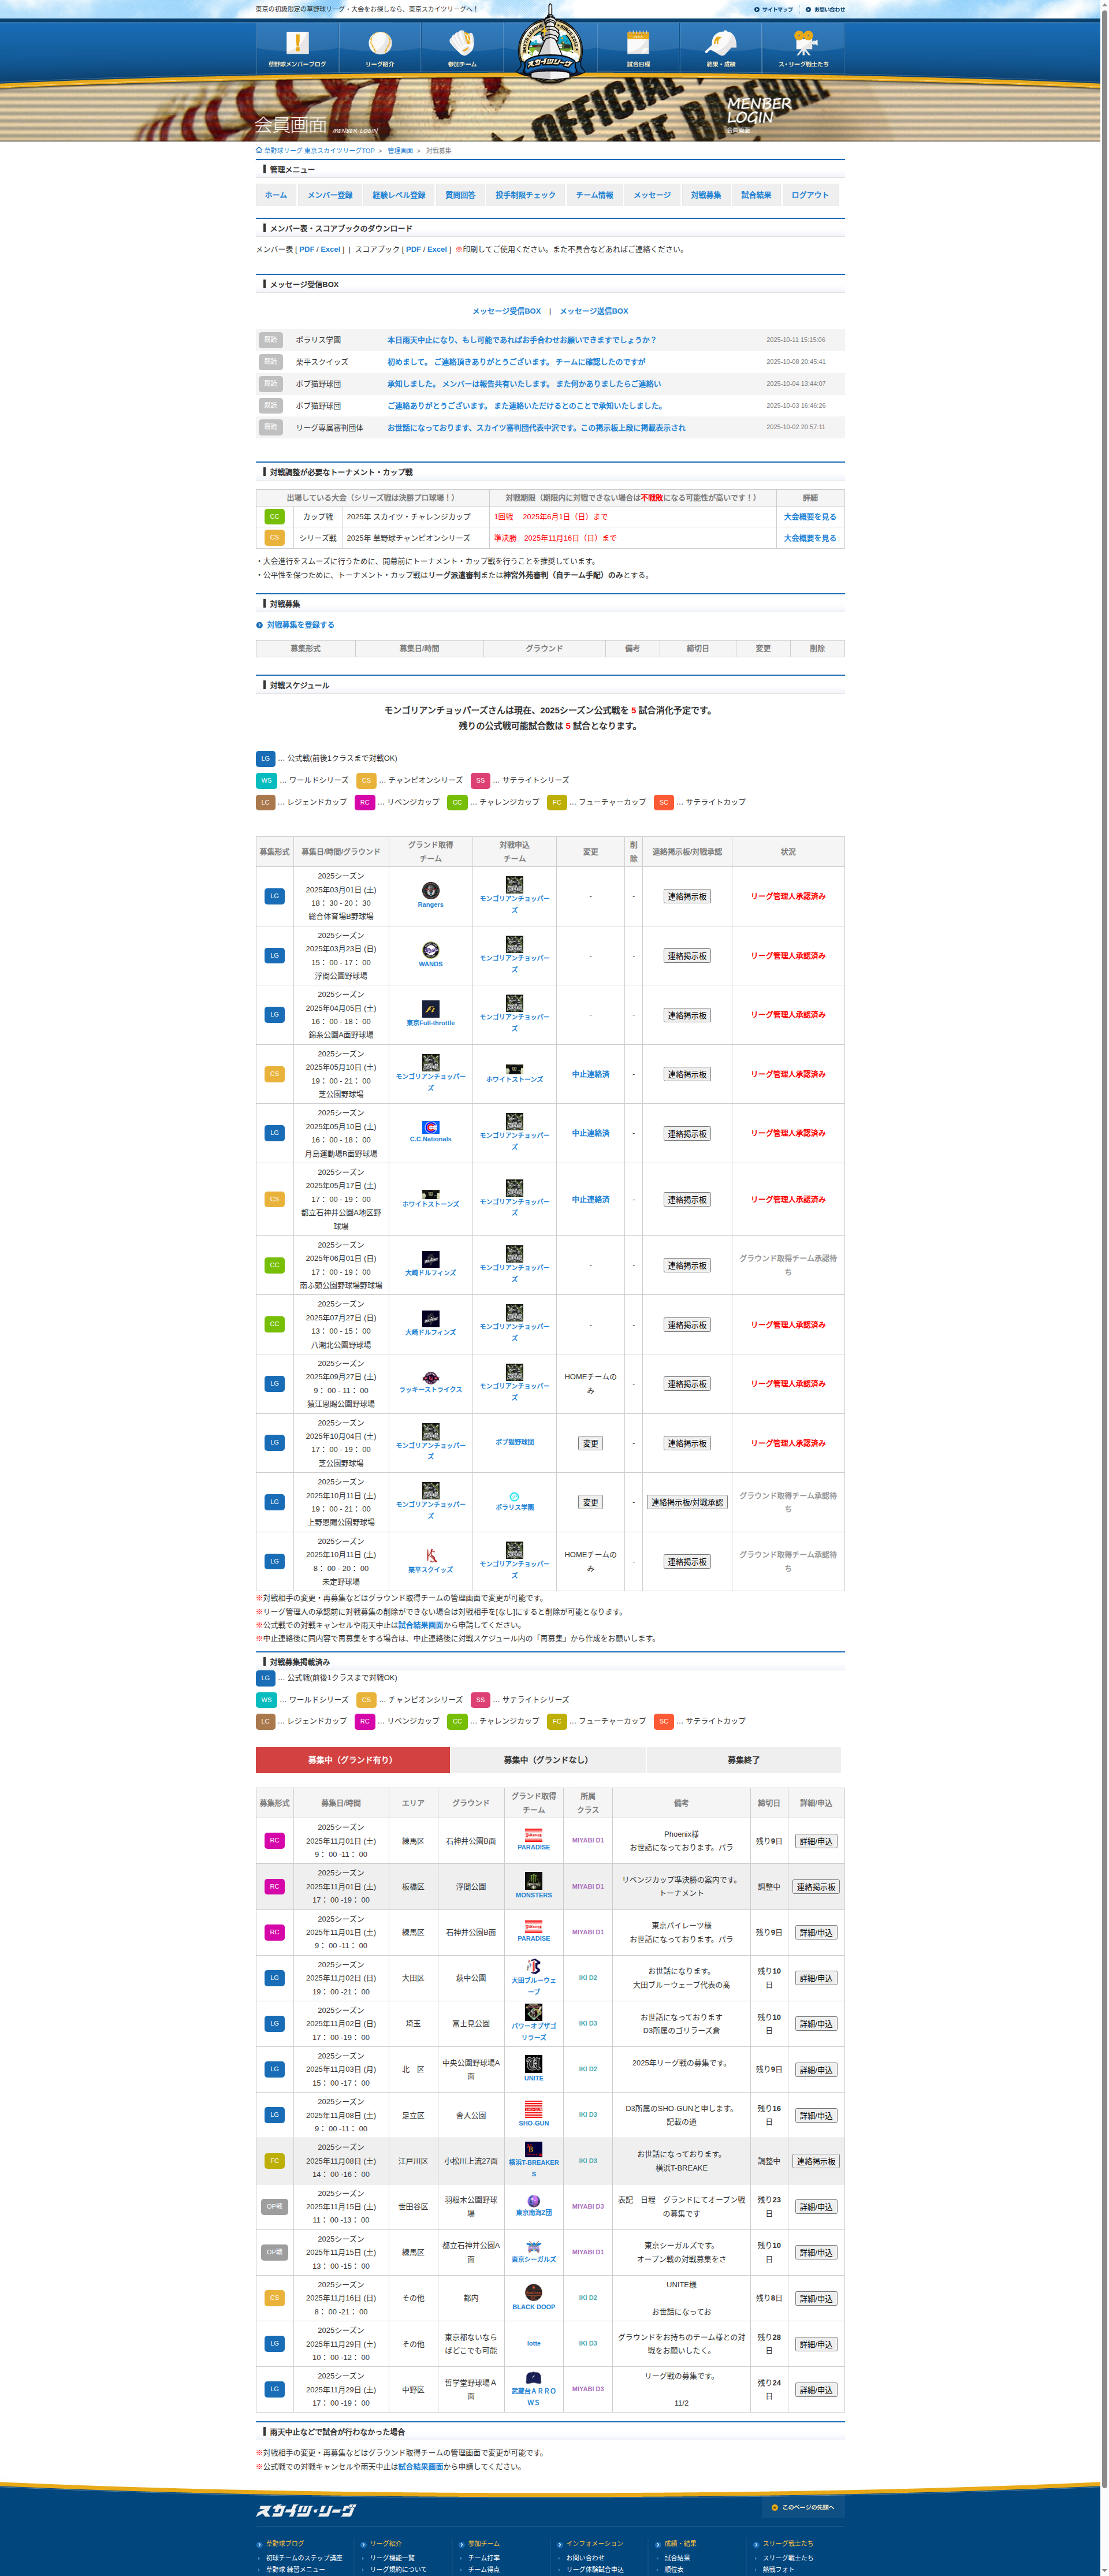 東京の初級限定の草野球リーグ・大会をお探しなら、東京スカイツリーグへ！
サイトマップ
お問い合わせ
草野球メンバーブログ
リーグ紹介
参加チーム
スカイツリーグ
試合日程
結果・成績
ス・リーグ戦士たち
会員画面 MENBER LOGIN
MENBER LOGIN
会員画面
草野球リーグ 東京スカイツリーグTOP > 管理画面 > 対戦募集
管理メニュー
ホーム メンバー登録 経験レベル登録 質問回答 投手制限チェック チーム情報 メッセージ 対戦募集 試合結果 ログアウト
メンバー表・スコアブックのダウンロード
メンバー表 [ PDF / Excel ] | スコアブック [ PDF / Excel ] ※印刷してご使用ください。また不具合などあればご連絡ください。
メッセージ受信BOX
メッセージ受信BOX | メッセージ送信BOX
既読 ポラリス学園 本日雨天中止になり、もし可能であればお手合わせお願いできますでしょうか？ 2025-10-11 15:15:06
既読 栗平スクイッズ 初めまして。 ご連絡頂きありがとうございます。 チームに確認したのですが 2025-10-08 20:45:41
既読 ボブ猫野球団 承知しました。 メンバーは報告共有いたします。 また何かありましたらご連絡い 2025-10-04 13:44:07
既読 ボブ猫野球団 ご連絡ありがとうございます。 また連絡いただけるとのことで承知いたしました。 2025-10-03 16:46:26
既読 リーグ専属審判団体 お世話になっております、スカイツ審判団代表中沢です。この掲示板上段に掲載表示され 2025-10-02 20:57:11
対戦調整が必要なトーナメント・カップ戦
出場している大会（シリーズ戦は決勝プロ球場！） 対戦期限（期限内に対戦できない場合は不戦敗になる可能性が高いです！） 詳細
CC カップ戦 2025年 スカイツ・チャレンジカップ 1回戦 2025年6月1日（日）まで 大会概要を見る
CS シリーズ戦 2025年 草野球チャンピオンシリーズ 準決勝 2025年11月16日（日）まで 大会概要を見る
・大会進行をスムーズに行うために、開幕前にトーナメント・カップ戦を行うことを推奨しています。
・公平性を保つために、トーナメント・カップ戦はリーグ派遣審判または神宮外苑審判（自チーム手配）のみとする。
対戦募集
対戦募集を登録する
募集形式 募集日/時間 グラウンド 備考 締切日 変更 削除
対戦スケジュール
モンゴリアンチョッパーズさんは現在、2025シーズン公式戦を 5 試合消化予定です。
残りの公式戦可能試合数は 5 試合となります。
LG … 公式戦(前後1クラスまで対戦OK)
WS … ワールドシリーズ CS … チャンピオンシリーズ SS … サテライトシリーズ
LC … レジェンドカップ RC … リベンジカップ CC … チャレンジカップ FC … フューチャーカップ SC … サテライトカップ
募集形式 募集日/時間/グラウンド グランド取得チーム 対戦申込チーム 変更 削除 連絡掲示板/対戦承認 状況
LG 2025シーズン 2025年03月01日 (土) 18： 30 - 20： 30 総合体育場B野球場 Rangers モンゴリアンチョッパーズ - - 連絡掲示板 リーグ管理人承認済み
LG 2025シーズン 2025年03月23日 (日) 15： 00 - 17： 00 浮間公園野球場 WANDS モンゴリアンチョッパーズ - - 連絡掲示板 リーグ管理人承認済み
LG 2025シーズン 2025年04月05日 (土) 16： 00 - 18： 00 錦糸公園A面野球場 東京Full-throttle モンゴリアンチョッパーズ - - 連絡掲示板 リーグ管理人承認済み
CS 2025シーズン 2025年05月10日 (土) 19： 00 - 21： 00 芝公園野球場 モンゴリアンチョッパーズ ホワイトストーンズ 中止連絡済 - 連絡掲示板 リーグ管理人承認済み
LG 2025シーズン 2025年05月10日 (土) 16： 00 - 18： 00 月島運動場B面野球場 C.C.Nationals モンゴリアンチョッパーズ 中止連絡済 - 連絡掲示板 リーグ管理人承認済み
CS 2025シーズン 2025年05月17日 (土) 17： 00 - 19： 00 都立石神井公園A地区野球場 ホワイトストーンズ モンゴリアンチョッパーズ 中止連絡済 - 連絡掲示板 リーグ管理人承認済み
CC 2025シーズン 2025年06月01日 (日) 17： 00 - 19： 00 南ふ頭公園野球場野球場 大崎ドルフィンズ モンゴリアンチョッパーズ - - 連絡掲示板 グラウンド取得チーム承認待ち
CC 2025シーズン 2025年07月27日 (日) 13： 00 - 15： 00 八潮北公園野球場 大崎ドルフィンズ モンゴリアンチョッパーズ - - 連絡掲示板 リーグ管理人承認済み
LG 2025シーズン 2025年09月27日 (土) 9： 00 - 11： 00 猿江恩賜公園野球場 ラッキーストライクス モンゴリアンチョッパーズ HOMEチームのみ - 連絡掲示板 リーグ管理人承認済み
LG 2025シーズン 2025年10月04日 (土) 17： 00 - 19： 00 芝公園野球場 モンゴリアンチョッパーズ ボブ猫野球団 変更 - 連絡掲示板 リーグ管理人承認済み
LG 2025シーズン 2025年10月11日 (土) 19： 00 - 21： 00 上野恩賜公園野球場 モンゴリアンチョッパーズ ポラリス学園 変更 - 連絡掲示板/対戦承認 グラウンド取得チーム承認待ち
LG 2025シーズン 2025年10月11日 (土) 8： 00 - 20： 00 未定野球場 栗平スクイッズ モンゴリアンチョッパーズ HOMEチームのみ - 連絡掲示板 グラウンド取得チーム承認待ち
※対戦相手の変更・再募集などはグラウンド取得チームの管理画面で変更が可能です。
※リーグ管理人の承認前に対戦募集の削除ができない場合は対戦相手を[なし]にすると削除が可能となります。
※公式戦での対戦キャンセルや雨天中止は試合結果画面から申請してください。
※中止連絡後に同内容で再募集をする場合は、中止連絡後に対戦スケジュール内の「再募集」から作成をお願いします。
対戦募集掲載済み
LG … 公式戦(前後1クラスまで対戦OK)
WS … ワールドシリーズ CS … チャンピオンシリーズ SS … サテライトシリーズ
LC … レジェンドカップ RC … リベンジカップ CC … チャレンジカップ FC … フューチャーカップ SC … サテライトカップ
募集中（グランド有り） 募集中（グランドなし） 募集終了
募集形式 募集日/時間 エリア グラウンド グランド取得チーム 所属クラス 備考 締切日 詳細/申込
RC 2025シーズン 2025年11月01日 (土) 9： 00 -11： 00 練馬区 石神井公園B面 PARADISE MIYABI D1 Phoenix様 お世話になっております。パラ 残り9日 詳細/申込
RC 2025シーズン 2025年11月01日 (土) 17： 00 -19： 00 板橋区 浮間公園 MONSTERS MIYABI D1 リベンジカップ準決勝の案内です。 トーナメント 調整中 連絡掲示板
RC 2025シーズン 2025年11月01日 (土) 9： 00 -11： 00 練馬区 石神井公園B面 PARADISE MIYABI D1 東京パイレーツ様 お世話になっております。パラ 残り9日 詳細/申込
LG 2025シーズン 2025年11月02日 (日) 19： 00 -21： 00 大田区 萩中公園 大田ブルーウェーブ IKI D2 お世話になります。 大田ブルーウェーブ代表の髙 残り10日 詳細/申込
LG 2025シーズン 2025年11月02日 (日) 17： 00 -19： 00 埼玉 富士見公園 パワーオブザゴリラーズ IKI D3 お世話になっております D3所属のゴリラーズ倉 残り10日 詳細/申込
LG 2025シーズン 2025年11月03日 (月) 15： 00 -17： 00 北 区 中央公園野球場A面 UNITE IKI D2 2025年リーグ戦の募集です。 残り9日 詳細/申込
LG 2025シーズン 2025年11月08日 (土) 9： 00 -11： 00 足立区 舎人公園 SHO-GUN IKI D3 D3所属のSHO-GUNと申します。 記載の通 残り16日 詳細/申込
FC 2025シーズン 2025年11月08日 (土) 14： 00 -16： 00 江戸川区 小松川上流27面 横浜T-BREAKERS IKI D3 お世話になっております。 横浜T-BREAKE 調整中 連絡掲示板
OP戦 2025シーズン 2025年11月15日 (土) 11： 00 -13： 00 世田谷区 羽根木公園野球場 東京南海Z団 MIYABI D3 表記 日程 グランドにてオープン戦の募集です 残り23日 詳細/申込
OP戦 2025シーズン 2025年11月15日 (土) 13： 00 -15： 00 練馬区 都立石神井公園A面 東京シーガルズ MIYABI D1 東京シーガルズです。 オープン戦の対戦募集をさ 残り10日 詳細/申込
CS 2025シーズン 2025年11月16日 (日) 8： 00 -21： 00 その他 都内 BLACK DOOP IKI D2 UNITE様 お世話になってお 残り8日 詳細/申込
LG 2025シーズン 2025年11月29日 (土) 10： 00 -12： 00 その他 東京都ないならばどこでも可能 lotte IKI D3 グラウンドをお持ちのチーム様との対戦をお願いしたく。 残り28日 詳細/申込
LG 2025シーズン 2025年11月29日 (土) 17： 00 -19： 00 中野区 哲学堂野球場Ａ面 武蔵台ＡＲＲＯＷＳ MIYABI D3 リーグ戦の募集です。 11/2 残り24日 詳細/申込
雨天中止などで試合が行わなかった場合
※対戦相手の変更・再募集などはグラウンド取得チームの管理画面で変更が可能です。
※公式戦での対戦キャンセルや雨天中止は試合結果画面から申請してください。
スカイツ・リーグ
このページの先頭へ
草野球ブログ リーグ紹介 参加チーム インフォメーション 成績・結果 スリーグ戦士たち
初球チームのステップ講座 リーグ機能一覧 チーム打率 お問い合わせ 試合結果 スリーグ戦士たち
草野球 練習メニュー リーグ規約について チーム得点 リーグ体験試合申込 順位表 熱戦フォト